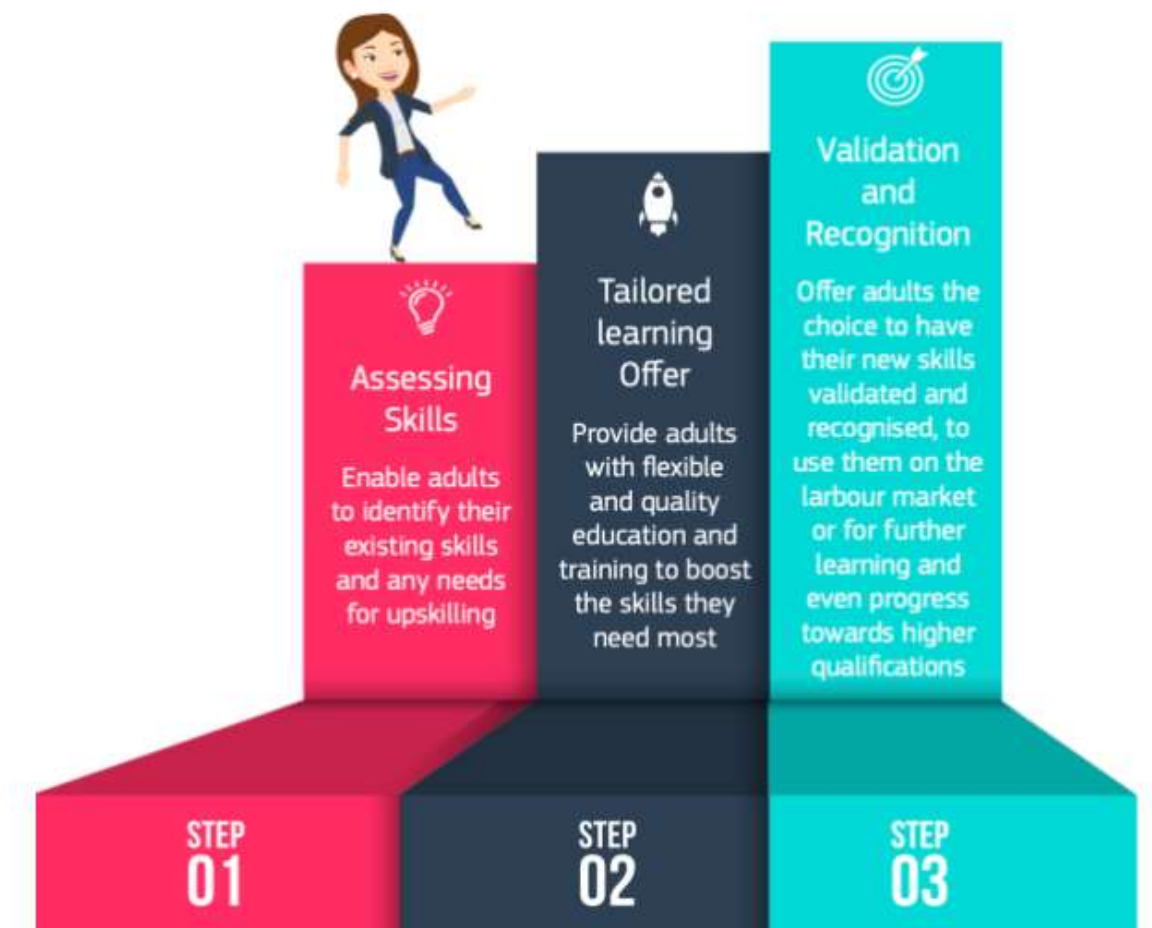 Assessing
Skills
Enable adults
to identify their
existing skills
and any needs
for upskilling
STEP
01
Tailored
learning
Offer
Provide adults
with flexible
and quality
education and
training to boost
the skills they
need most
STEP
02
Validation
and
Recognition
Offer adults the
choice to have
their new skills
validated and
recognised, to
use them on the
larbour market
or for further
learning and
even progress
towards higher
qualifications
STEP
03